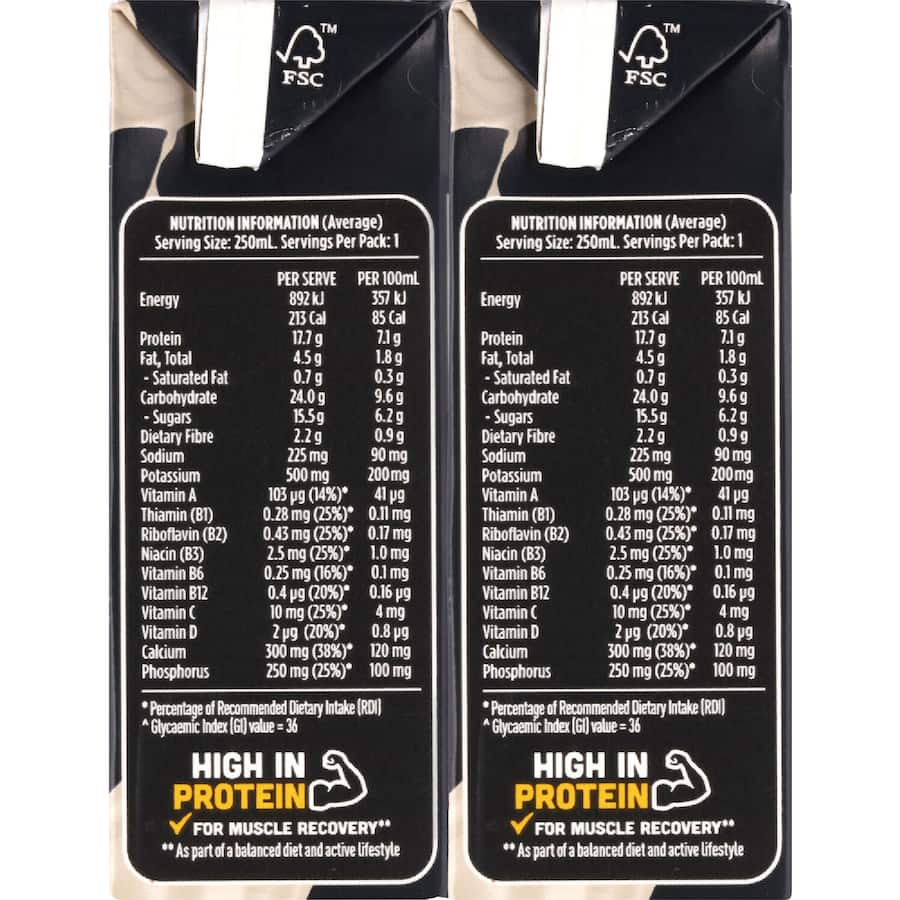 FSC™
NUTRITION INFORMATION (Average)
Serving Size: 250mL. Servings Per Pack: 1
PER SERVE PER 100mL
Energy 892 kJ 357 kJ
213 Cal 85 Cal
Protein 17.7 g 7.1 g
Fat, Total 4.5 g 1.8 g
- Saturated Fat 0.7 g 0.3 g
Carbohydrate 24.0 g 9.6 g
- Sugars 15.5 g 6.2 g
Dietary Fibre 2.2 g 0.9 g
Sodium 225 mg 90 mg
Potassium 500 mg 200 mg
Vitamin A 103 µg (14%)* 41 µg
Thiamin (B1) 0.28 mg (25%)* 0.11 mg
Riboflavin (B2) 0.43 mg (25%)* 0.17 mg
Niacin (B3) 2.5 mg (25%)* 1.0 mg
Vitamin B6 0.25 mg (16%)* 0.1 mg
Vitamin B12 0.4 µg (20%)* 0.16 µg
Vitamin C 10 mg (25%)* 4 mg
Vitamin D 2 µg (20%)* 0.8 µg
Calcium 300 mg (38%)* 120 mg
Phosphorus 250 mg (25%)* 100 mg
* Percentage of Recommended Dietary Intake (RDI)
^ Glycaemic Index (GI) value = 36
HIGH IN
PROTEIN
FOR MUSCLE RECOVERY**
** As part of a balanced diet and active lifestyle
FSC™
NUTRITION INFORMATION (Average)
Serving Size: 250mL. Servings Per Pack: 1
PER SERVE PER 100mL
Energy 892 kJ 357 kJ
213 Cal 85 Cal
Protein 17.7 g 7.1 g
Fat, Total 4.5 g 1.8 g
- Saturated Fat 0.7 g 0.3 g
Carbohydrate 24.0 g 9.6 g
- Sugars 15.5 g 6.2 g
Dietary Fibre 2.2 g 0.9 g
Sodium 225 mg 90 mg
Potassium 500 mg 200 mg
Vitamin A 103 µg (14%)* 41 µg
Thiamin (B1) 0.28 mg (25%)* 0.11 mg
Riboflavin (B2) 0.43 mg (25%)* 0.17 mg
Niacin (B3) 2.5 mg (25%)* 1.0 mg
Vitamin B6 0.25 mg (16%)* 0.1 mg
Vitamin B12 0.4 µg (20%)* 0.16 µg
Vitamin C 10 mg (25%)* 4 mg
Vitamin D 2 µg (20%)* 0.8 µg
Calcium 300 mg (38%)* 120 mg
Phosphorus 250 mg (25%)* 100 mg
* Percentage of Recommended Dietary Intake (RDI)
^ Glycaemic Index (GI) value = 36
HIGH IN
PROTEIN
FOR MUSCLE RECOVERY**
** As part of a balanced diet and active lifestyle